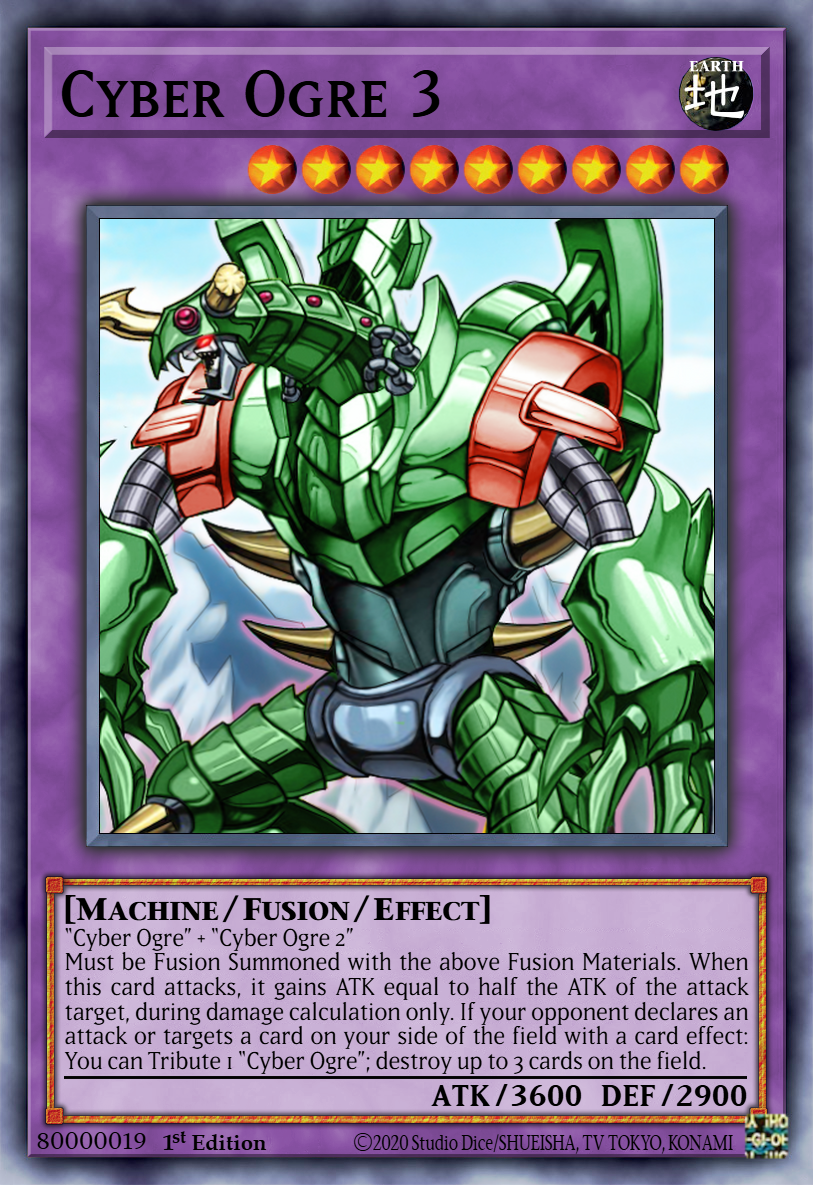 Cyber Ogre 3
EARTH
地
[Machine/Fusion/Effect]
“Cyber Ogre” + “Cyber Ogre 2”
Must be Fusion Summoned with the above Fusion Materials. When
this card attacks, it gains ATK equal to half the ATK of the attack
target, during damage calculation only. If your opponent declares an
attack or targets a card on your side of the field with a card effect:
You can Tribute 1 “Cyber Ogre”; destroy up to 3 cards on the field.
ATK/3600 DEF/2900
80000019 1st Edition ©2020 Studio Dice/SHUEISHA, TV TOKYO, KONAMI